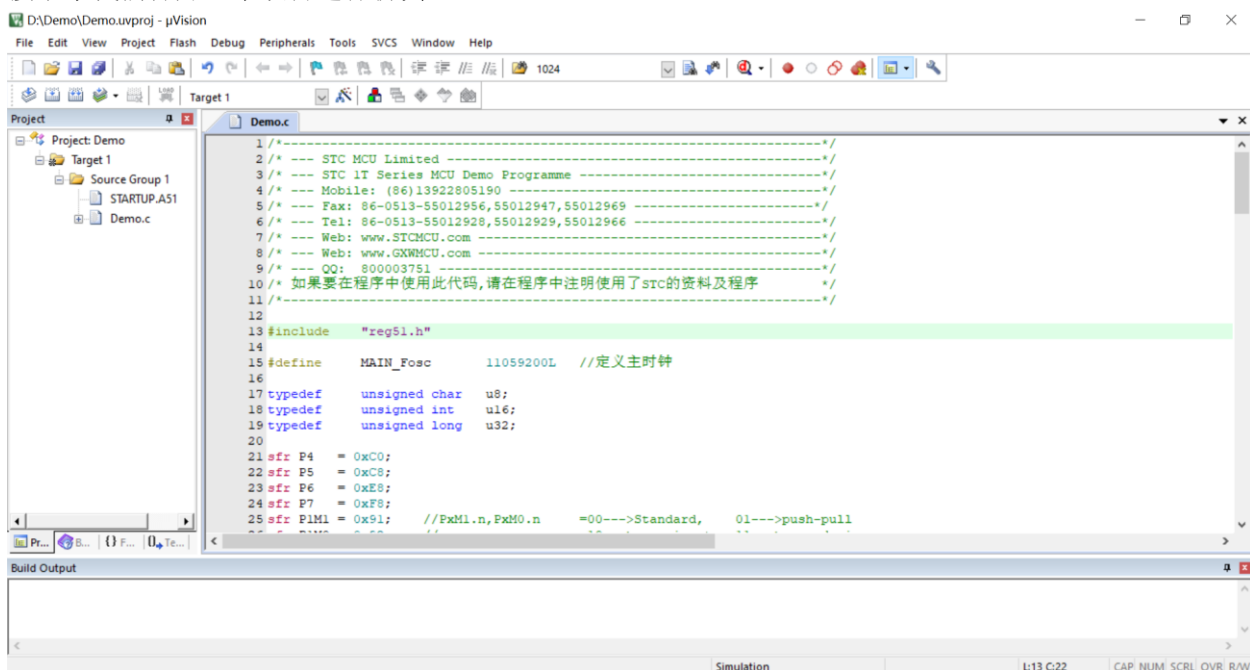 D:\Demo\Demo.uvproj - µVision
File Edit View Project Flash Debug Peripherals Tools SVCS Window Help
1024
Target 1
Project
Project: Demo
Target 1
Source Group 1
STARTUP.A51
Demo.c
Pr... B... {} F... 0 Te...
Demo.c
1 /*---------------------------------------------------------------------*/
2 /* --- STC MCU Limited ------------------------------------------------*/
3 /* --- STC 1T Series MCU Demo Programme -------------------------------*/
4 /* --- Mobile: (86)13922805190 ----------------------------------------*/
5 /* --- Fax: 86-0513-55012956,55012947,55012969 ------------------------*/
6 /* --- Tel: 86-0513-55012928,55012929,55012966 -------------------------*/
7 /* --- Web: www.STCMCU.com --------------------------------------------*/
8 /* --- Web: www.GXWMCU.com --------------------------------------------*/
9 /* --- QQ:  800003751 -------------------------------------------------*/
10 /* 如果要在程序中使用此代码,请在程序中注明使用了STC的资料及程序 */
11 /*---------------------------------------------------------------------*/
12
13 #include "reg51.h"
14
15 #define MAIN_Fosc 11059200L //定义主时钟
16
17 typedef unsigned char u8;
18 typedef unsigned int u16;
19 typedef unsigned long u32;
20
21 sfr P4 = 0xC0;
22 sfr P5 = 0xC8;
23 sfr P6 = 0xE8;
24 sfr P7 = 0xF8;
25 sfr P1M1 = 0x91; //PxM1.n,PxM0.n =00--->Standard, 01--->push-pull
Build Output
Simulation L:13 C:22 CAP NUM SCRL OVR R/W